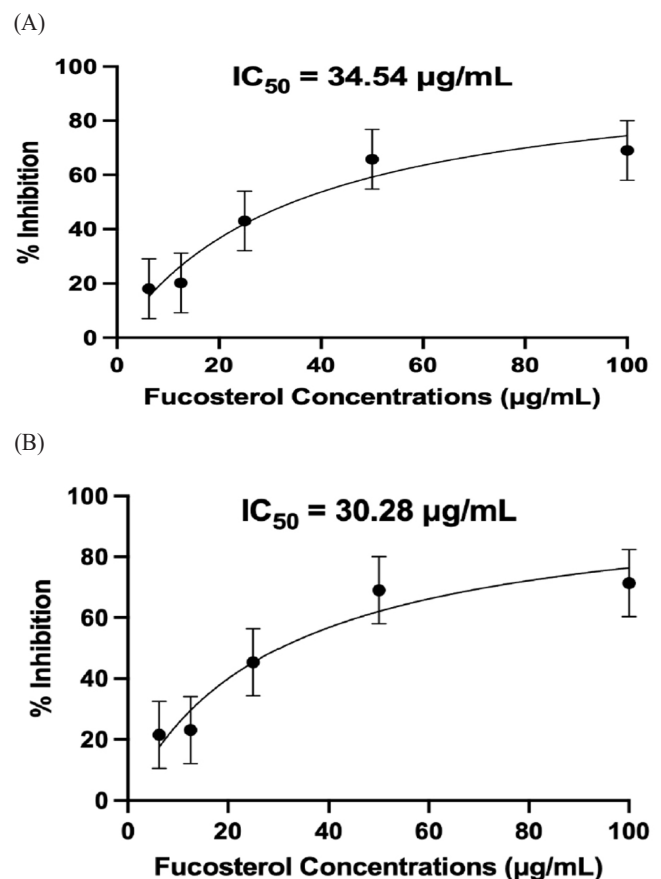 (A)
IC50 = 34.54 µg/mL
100
80
60
40
20
0
% Inhibition
0 20 40 60 80 100
Fucosterol Concentrations (µg/mL)
(B)
IC50 = 30.28 µg/mL
100
80
60
40
20
0
% Inhibition
0 20 40 60 80 100
Fucosterol Concentrations (µg/mL)